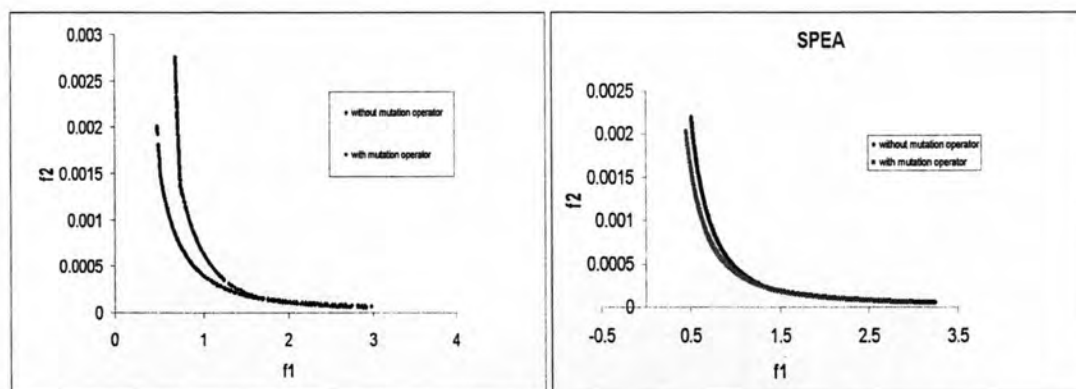 0.003
0.0025
0.002
0.0015
0.001
0.0005
0
f2
0 1 2 3 4
f1
without mutation operator
with mutation operator
SPEA
0.0025
0.002
0.0015
0.001
0.0005
0
f2
-0.5 0.5 1.5 2.5 3.5
f1
without mutation operator
with mutation operator